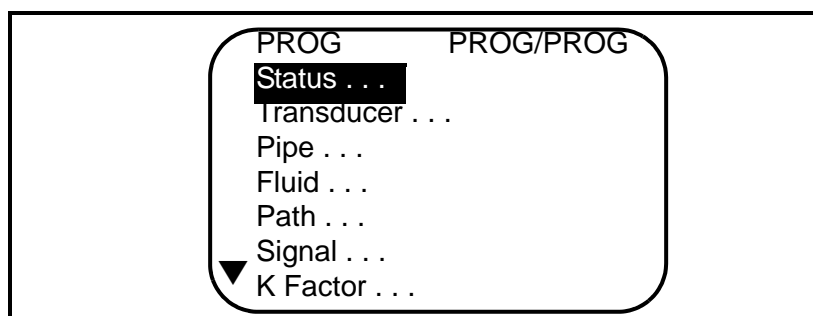 PROG PROG/PROG
Status . . .
Transducer . . .
Pipe . . .
Fluid . . .
Path . . .
Signal . . .
K Factor . . .